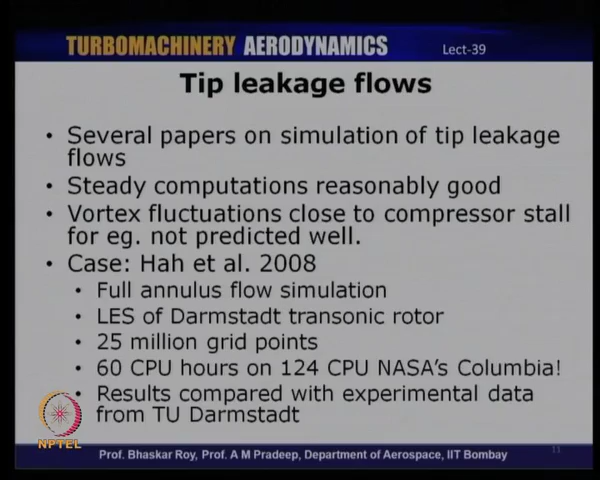 TURBOMACHINERY AERODYNAMICS Lect-39
Tip leakage flows
• Several papers on simulation of tip leakage
flows
• Steady computations reasonably good
• Vortex fluctuations close to compressor stall
for eg. not predicted well.
• Case: Hah et al. 2008
• Full annulus flow simulation
• LES of Darmstadt transonic rotor
• 25 million grid points
• 60 CPU hours on 124 CPU NASA's Columbia!
• Results compared with experimental data
from TU Darmstadt
NPTEL
Prof. Bhaskar Roy, Prof. A M Pradeep, Department of Aerospace, IIT Bombay
11